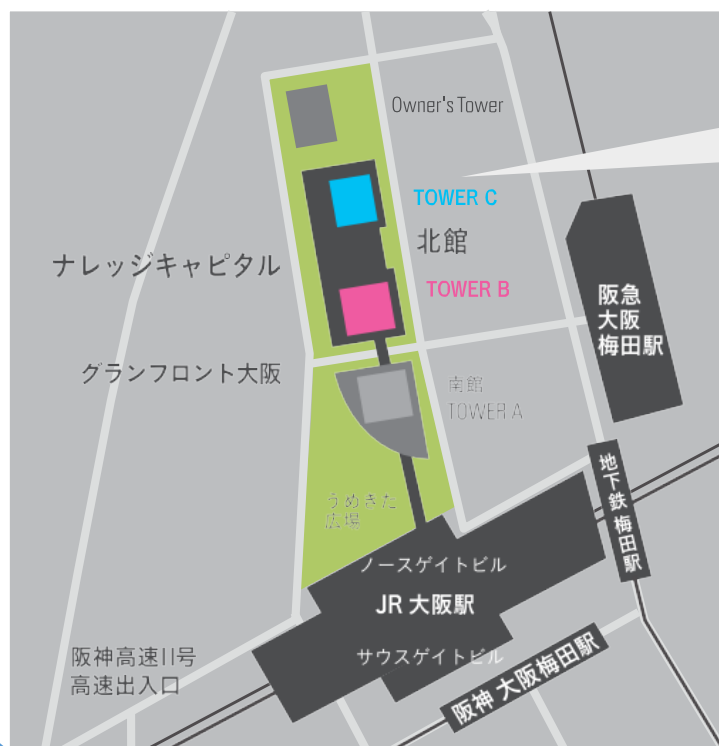 Owner's Tower
TOWER C
北館
ナレッジキャピタル
TOWER B
阪急
大阪
梅田駅
グランフロント大阪
南館
TOWER A
地下鉄 梅田駅
うめきた
広場
ノースゲイトビル
JR 大阪駅
サウスゲイトビル
阪神高速11号
高速出入口
阪神 大阪梅田駅